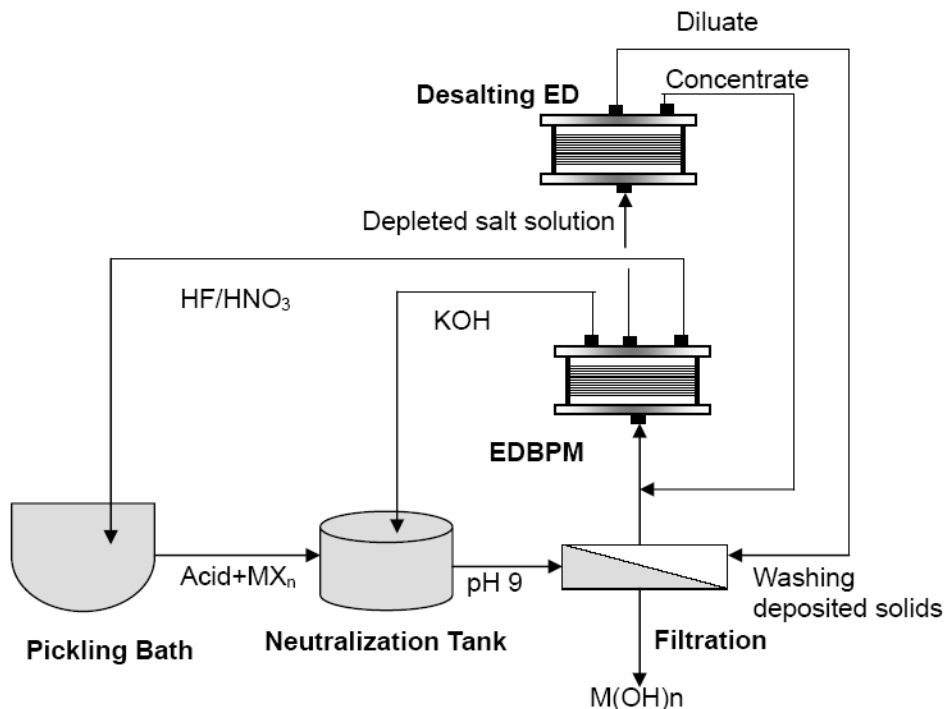 Diluate
Concentrate
Desalting ED
Depleted salt solution
HF/HNO₃
KOH
EDBPM
Acid+MXₙ
pH 9
Washing
deposited solids
Pickling Bath
Neutralization Tank
Filtration
M(OH)n